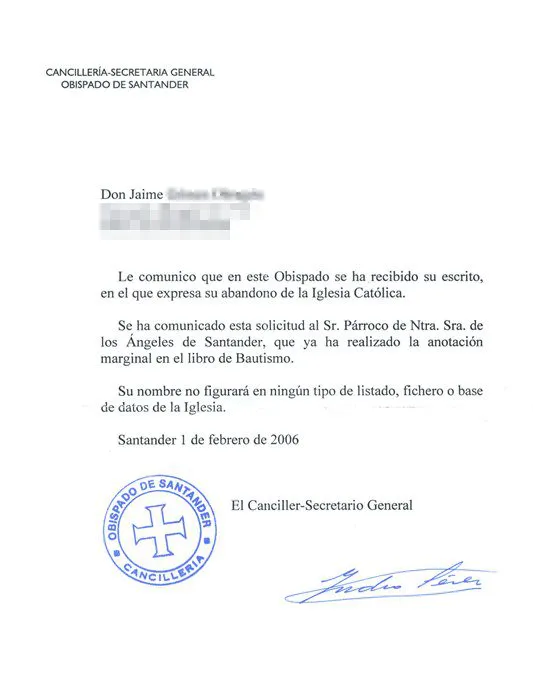 CANCILLERÍA-SECRETARIA GENERAL
OBISPADO DE SANTANDER
Don Jaime
Le comunico que en este Obispado se ha recibido su escrito,
en el que expresa su abandono de la Iglesia Católica.
Se ha comunicado esta solicitud al Sr. Párroco de Ntra. Sra. de
los Ángeles de Santander, que ya ha realizado la anotación
marginal en el libro de Bautismo.
Su nombre no figurará en ningún tipo de listado, fichero o base
de datos de la Iglesia.
Santander 1 de febrero de 2006
OBISPADO DE SANTANDER
CANCILLERIA
El Canciller-Secretario General